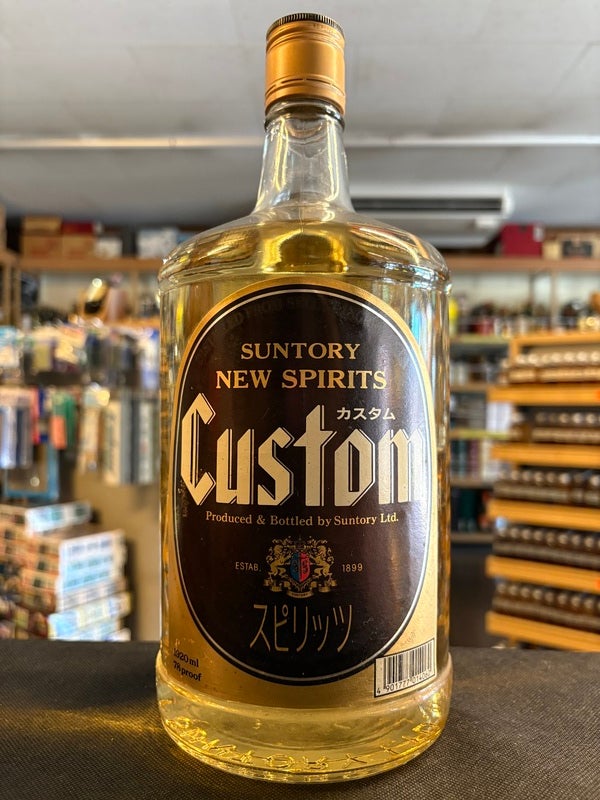 SUNTORY
NEW SPIRITS
カスタム
Custom
Produced & Bottled by Suntory Ltd.
ESTAB. 1899
スピリッツ
1920ml
78 proof